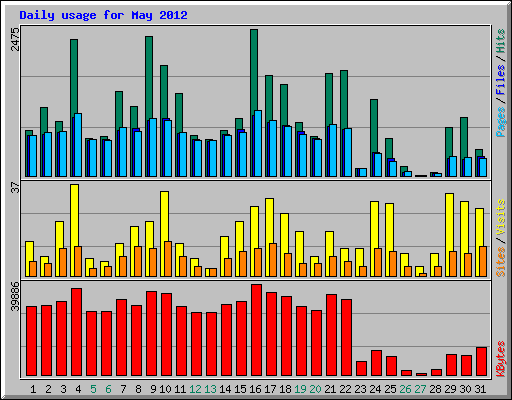 Daily usage for May 2012
2475
Pages / Files / Hits
37
Sites / Visits
39886
KBytes
1 2 3 4 5 6 7 8 9 10 11 12 13 14 15 16 17 18 19 20 21 22 23 24 25 26 27 28 29 30 31